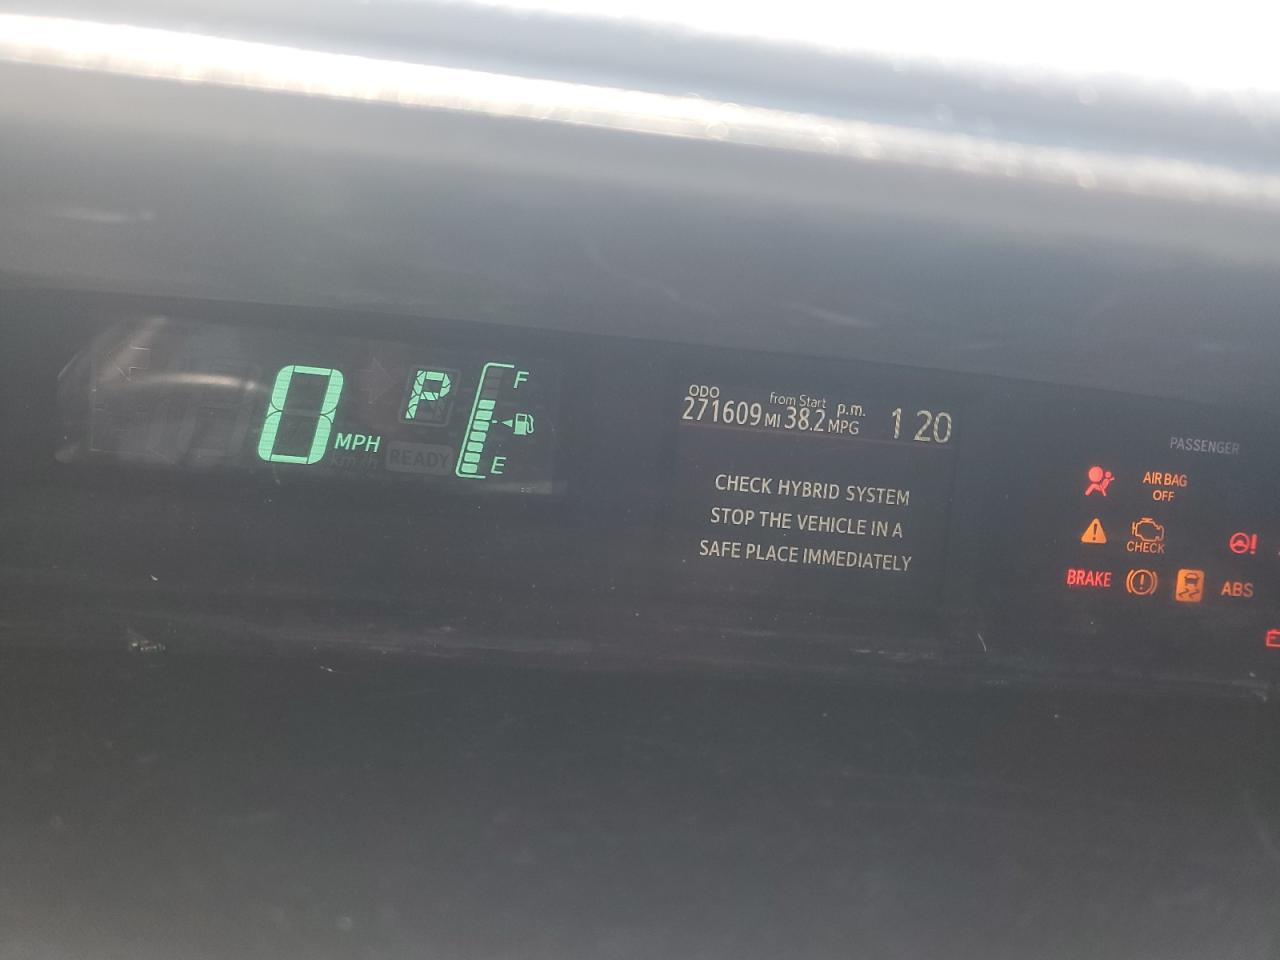 0 MPH
P
F
E
READY
km/h
ODO
271609 MI
from Start
38.2 MPG
p.m.
1 20
CHECK HYBRID SYSTEM
STOP THE VEHICLE IN A
SAFE PLACE IMMEDIATELY
PASSENGER
AIR BAG
OFF
CHECK
BRAKE
ABS